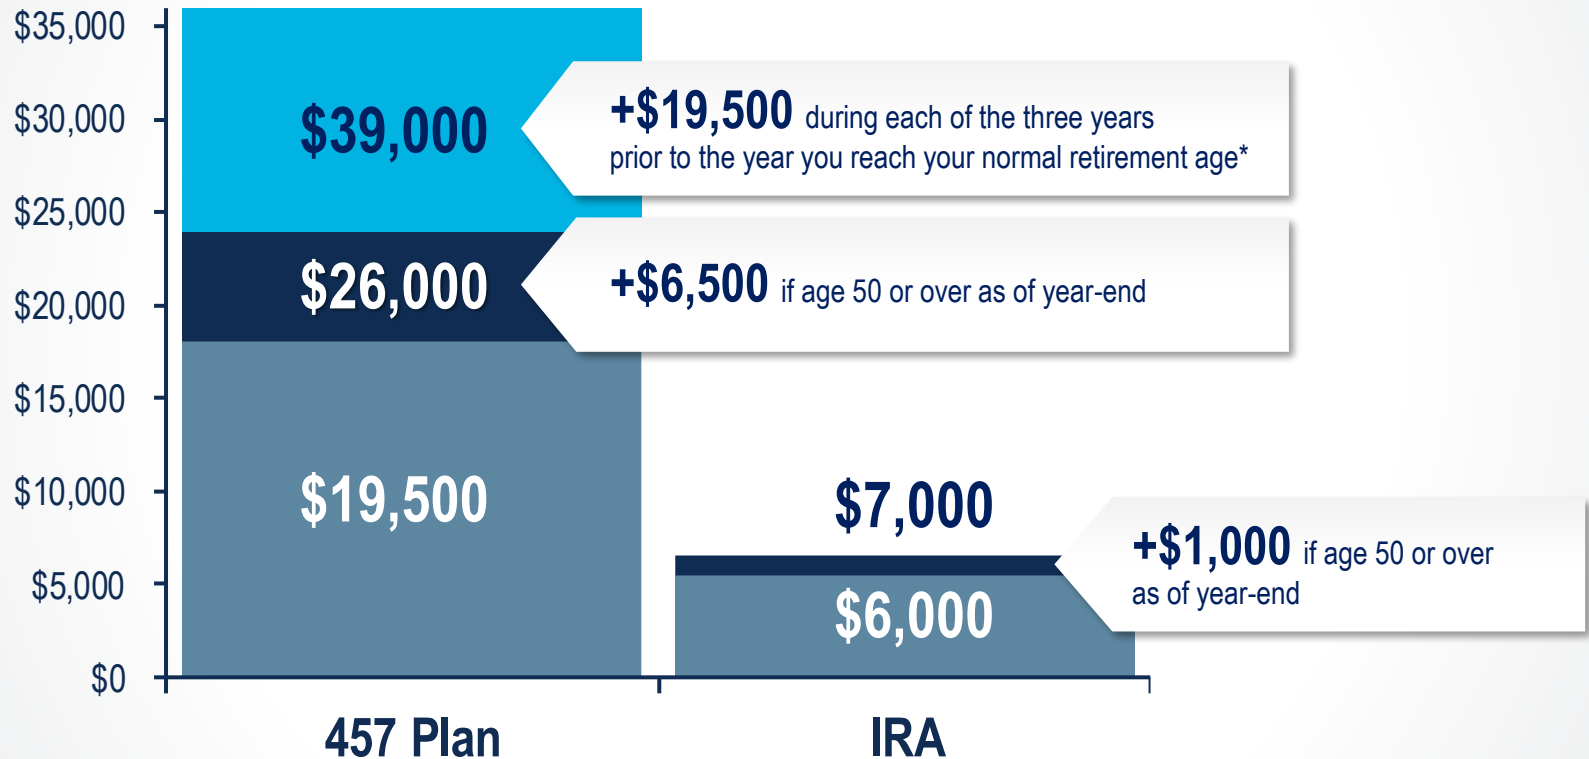 $35,000
$30,000
$25,000
$20,000
$15,000
$10,000
$5,000
$0
$39,000
+$19,500 during each of the three years
prior to the year you reach your normal retirement age*
$26,000
+$6,500 if age 50 or over as of year-end
$19,500
$7,000
+$1,000 if age 50 or over
as of year-end
$6,000
457 Plan
IRA